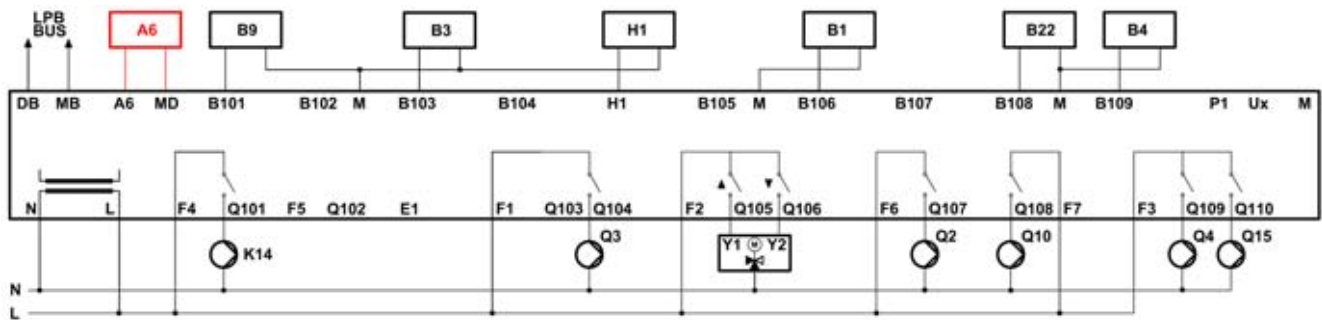 LPB
BUS
A6 B9 B3 H1 B1 B22 B4
DB MB A6 MD B101 B102 M B103 B104 H1 B105 M B106 B107 B108 M B109 P1 Ux M
N L F4 Q101 F5 Q102 E1 F1 Q103 Q104 F2 Q105 Q106 F6 Q107 Q108 F7 F3 Q109 Q110
K14 Q3 Y1 M Y2 Q2 Q10 Q4 Q15
N
L